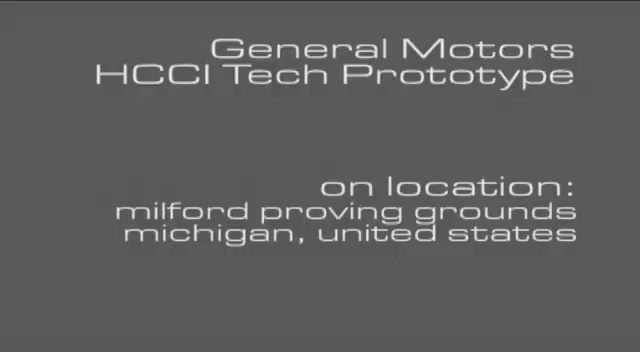 General Motors
HCCI Tech Prototype
on location:
milford proving grounds
michigan, united states